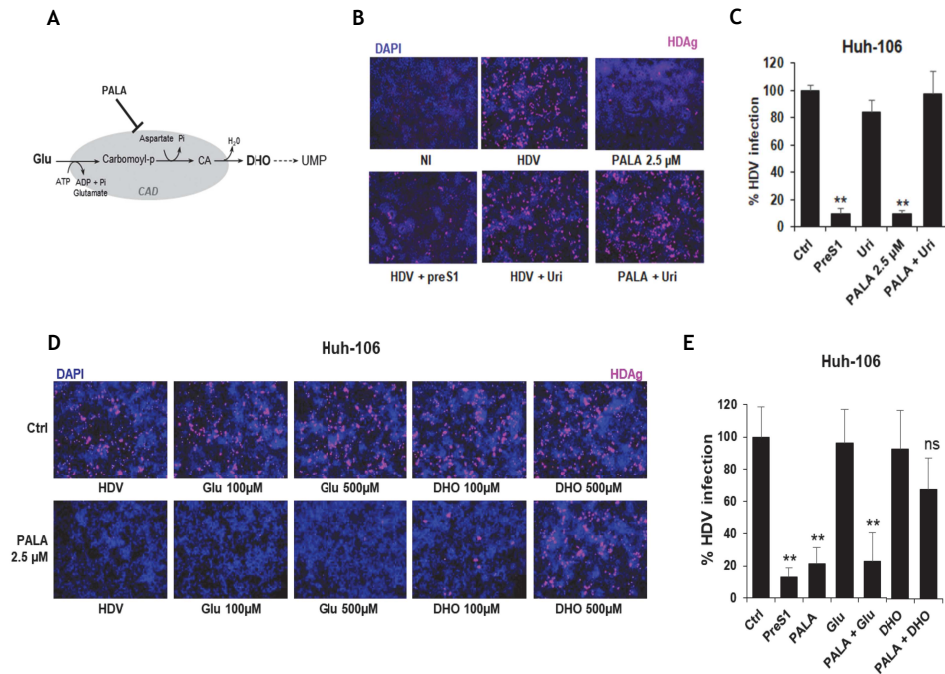 A
PALA
Glu
Carbomoyl-p
Aspartate Pi
CA
H₂0
DHO
UMP
ATP
ADP + Pi
Glutamate
CAD
B
DAPI
HDAg
NI
HDV
PALA 2.5 µM
HDV + preS1
HDV + Uri
PALA + Uri
C
Huh-106
% HDV infection
120
100
80
60
40
20
0
**
**
Ctrl
PreS1
Uri
PALA 2.5 µM
PALA + Uri
D
Huh-106
DAPI
HDAg
Ctrl
HDV
Glu 100µM
Glu 500µM
DHO 100µM
DHO 500µM
PALA
2.5 µM
HDV
Glu 100µM
Glu 500µM
DHO 100µM
DHO 500µM
E
Huh-106
% HDV infection
120
100
80
60
40
20
0
**
**
**
ns
Ctrl
PreS1
PALA
Glu
PALA + Glu
DHO
PALA + DHO